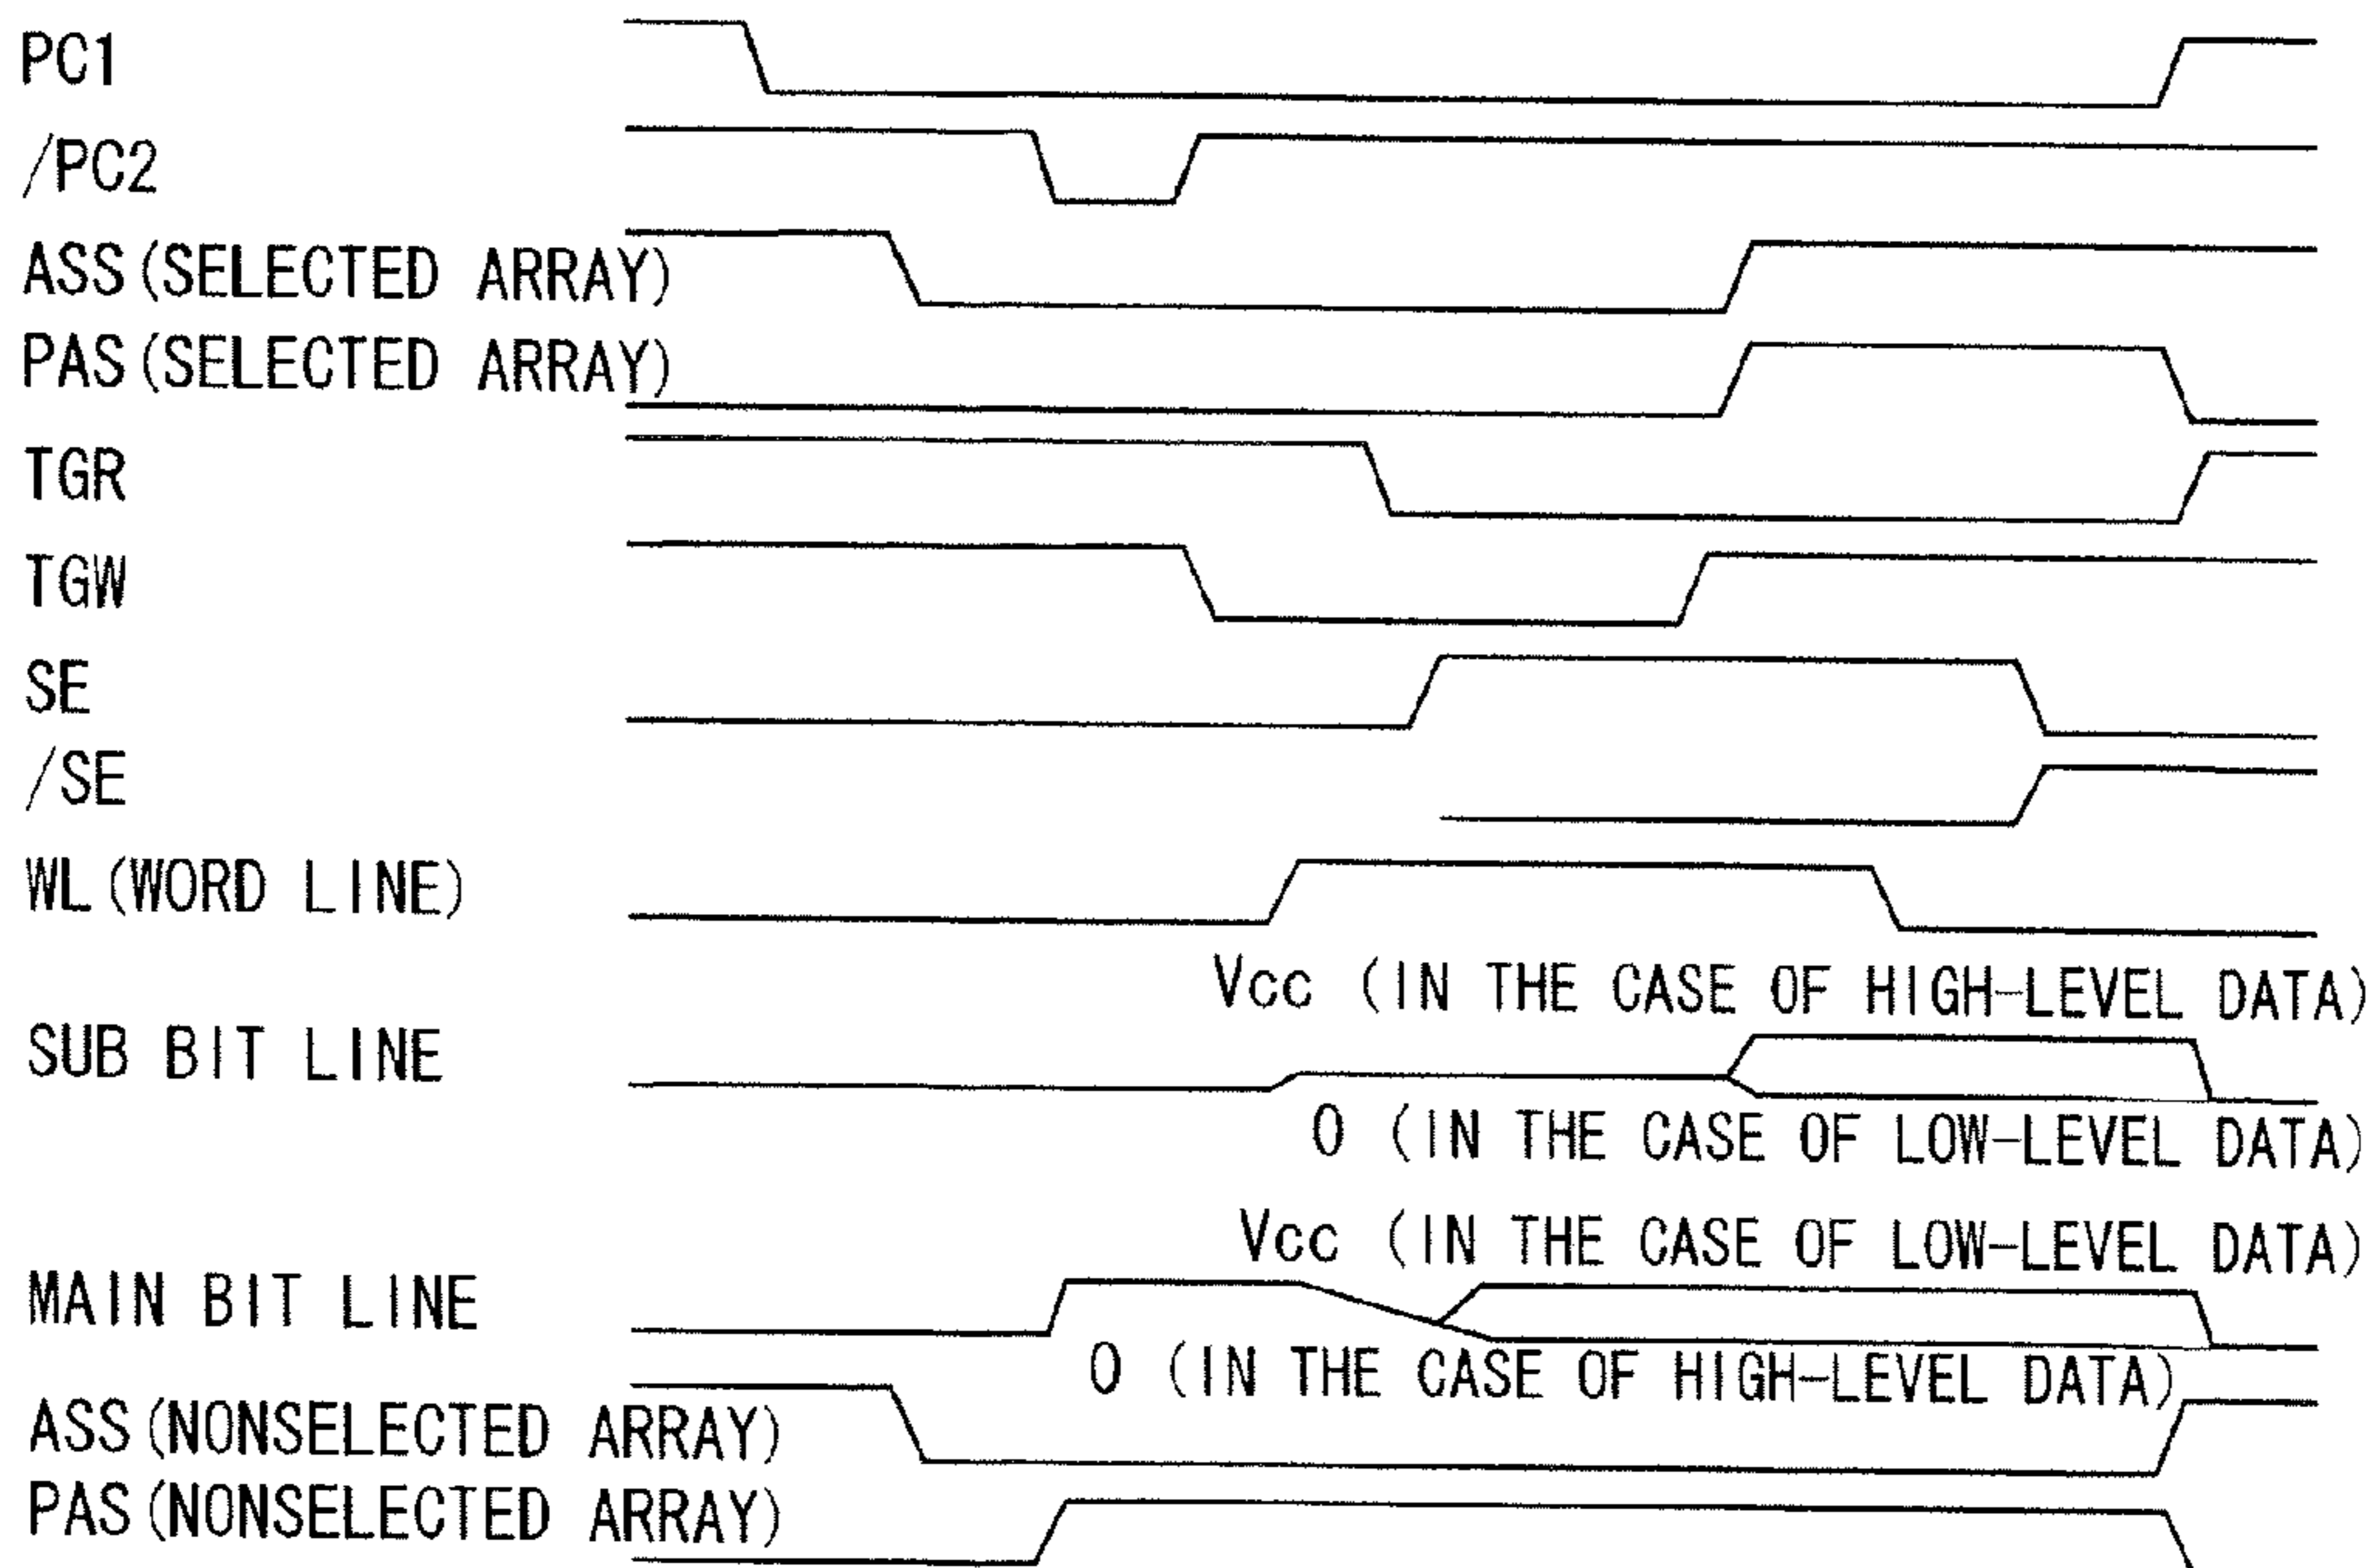 PC1
/PC2
ASS(SELECTED ARRAY)
PAS(SELECTED ARRAY)
TGR
TGW
SE
/SE
WL(WORD LINE)
Vcc (IN THE CASE OF HIGH-LEVEL DATA)
SUB BIT LINE
0 (IN THE CASE OF LOW-LEVEL DATA)
Vcc (IN THE CASE OF LOW-LEVEL DATA)
MAIN BIT LINE
0 (IN THE CASE OF HIGH-LEVEL DATA)
ASS(NONSELECTED ARRAY)
PAS(NONSELECTED ARRAY)